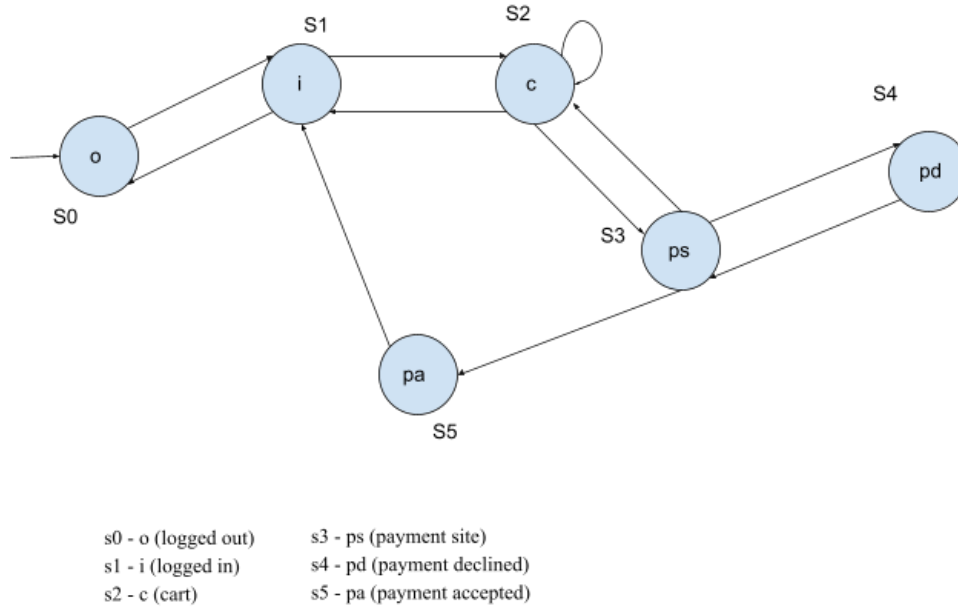 S1
S2
i
c
S4
o
pd
S0
S3
ps
pa
S5
s0 - o (logged out)
s3 - ps (payment site)
s1 - i (logged in)
s4 - pd (payment declined)
s2 - c (cart)
s5 - pa (payment accepted)